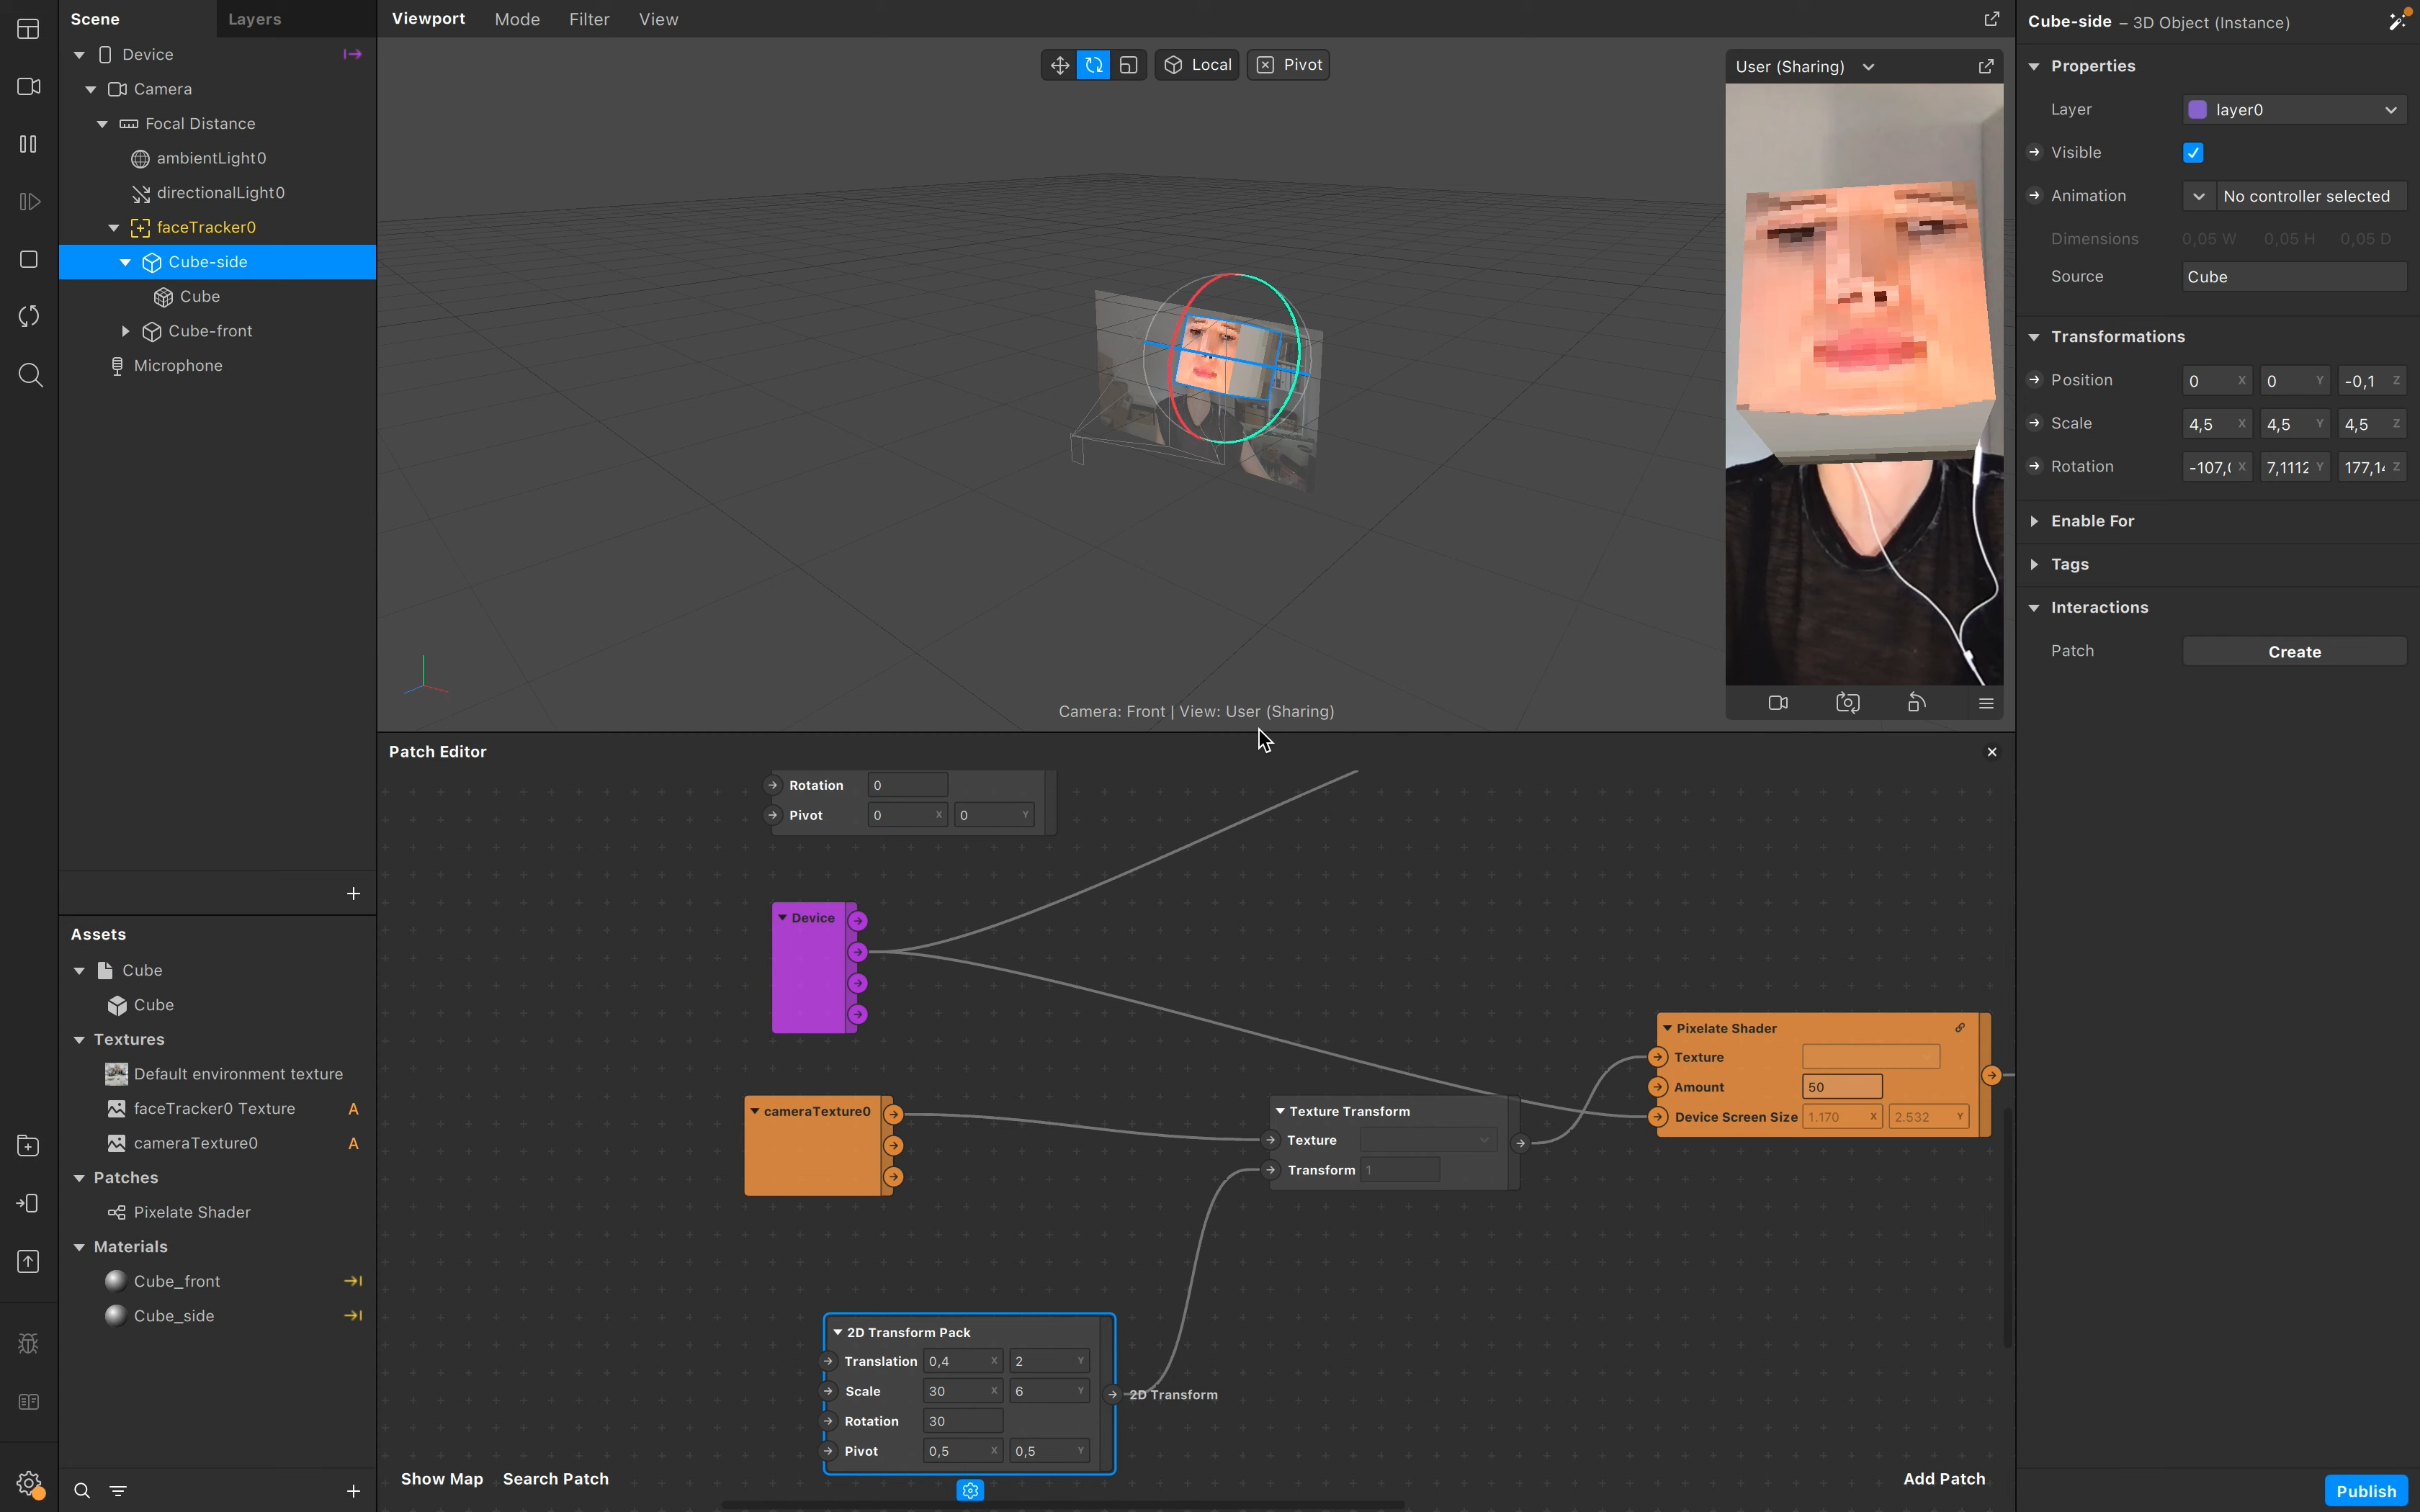 Scene
Layers
Device
Camera
Focal Distance
ambientLight0
directionalLight0
faceTracker0
Cube-side
Cube
Cube-front
Microphone
Assets
Cube
Cube
Textures
Default environment texture
faceTracker0 Texture A
cameraTexture0 A
Patches
Pixelate Shader
Materials
Cube_front
Cube_side
Viewport Mode Filter View
Local Pivot
User (Sharing)
Camera: Front | View: User (Sharing)
Patch Editor
Rotation 0
Pivot 0 X 0 Y
Device
cameraTexture0
Texture Transform
Texture
Transform 1
Pixelate Shader
Texture
Amount 50
Device Screen Size 1.170 X 2.532 Y
2D Transform Pack
Translation 0,4 X 2 Y
Scale 30 X 6 Y
Rotation 30
Pivot 0,5 X 0,5 Y
2D Transform
Show Map Search Patch
Add Patch
Cube-side – 3D Object (Instance)
Properties
Layer layer0
Visible
Animation No controller selected
Dimensions 0,05 W 0,05 H 0,05 D
Source Cube
Transformations
Position 0 X 0 Y -0,1 Z
Scale 4,5 X 4,5 Y 4,5 Z
Rotation -107,( X 7,1112 Y 177,14 Z
Enable For
Tags
Interactions
Patch Create
Publish